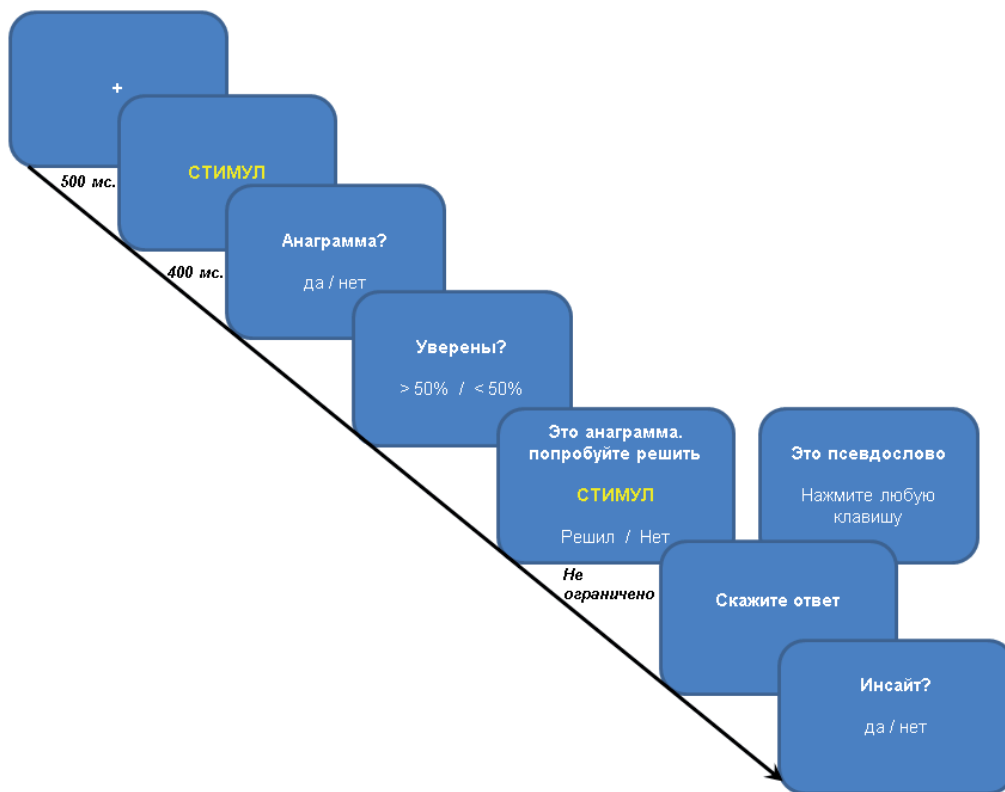 +
500 мс.
СТИМУЛ
400 мс.
Анаграмма?
да / нет
Уверены?
> 50% / < 50%
Это анаграмма.
попробуйте решить
СТИМУЛ
Решил / Нет
Не
ограничено
Это псевдослово
Нажмите любую
клавишу
Скажите ответ
Инсайт?
да / нет